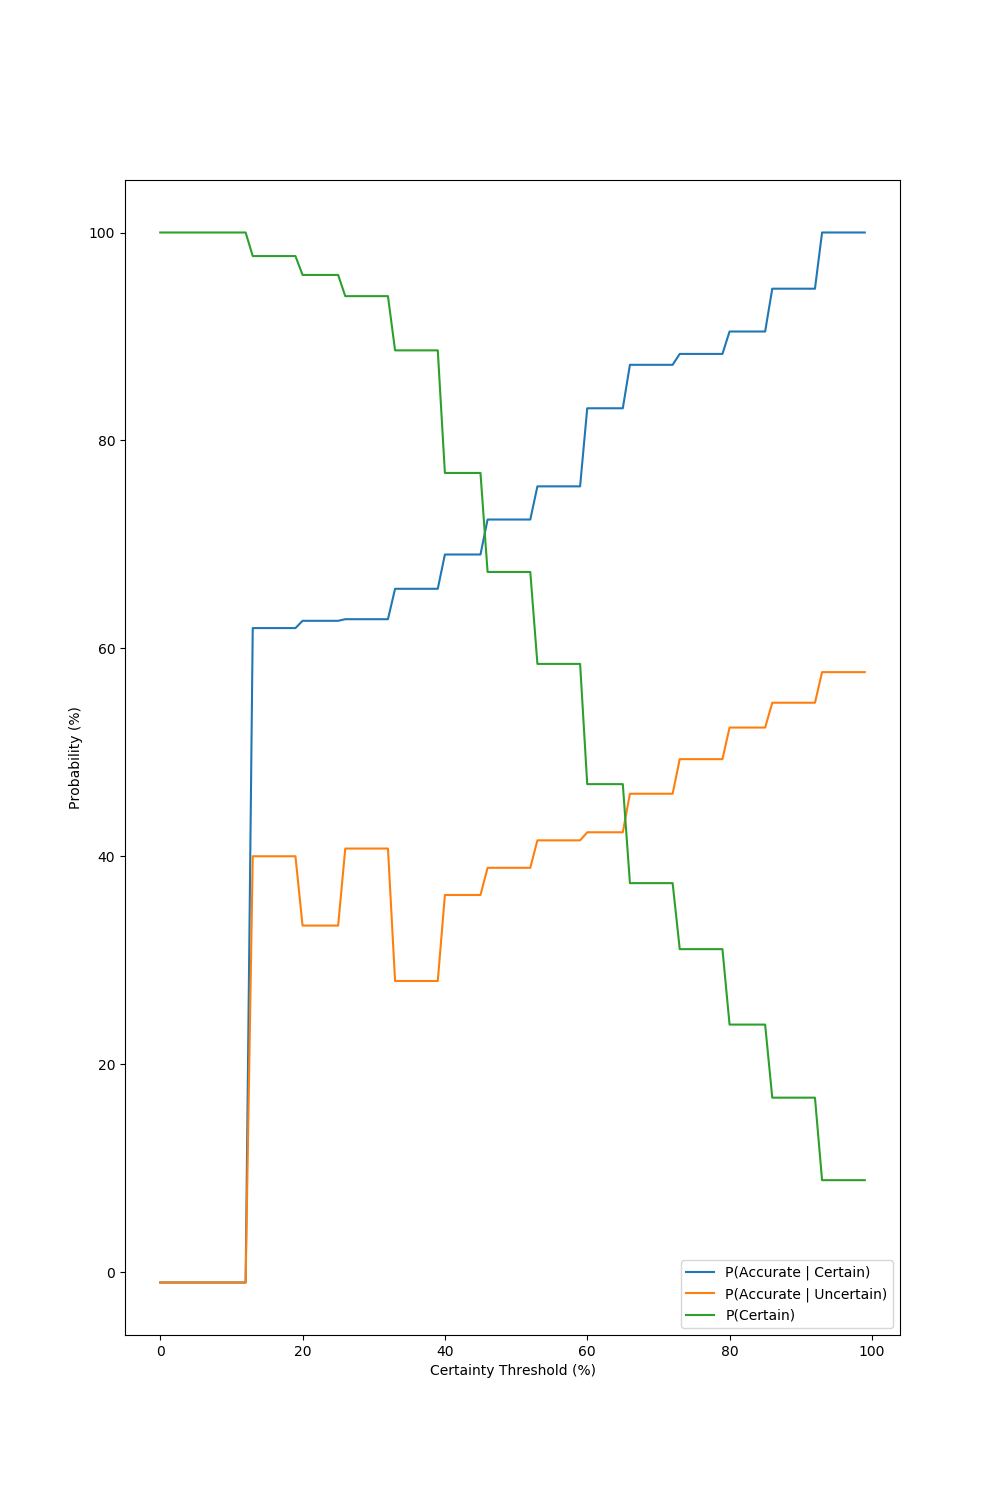 100
80
60
40
20
0
Probability (%)
0 20 40 60 80 100
Certainty Threshold (%)
P(Accurate | Certain)
P(Accurate | Uncertain)
P(Certain)